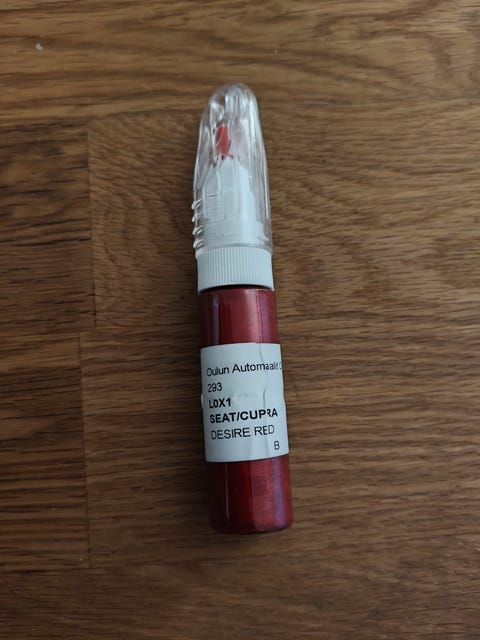 Oulun Automaalit
293
L0X1
SEAT/CUPRA
DESIRE RED
B